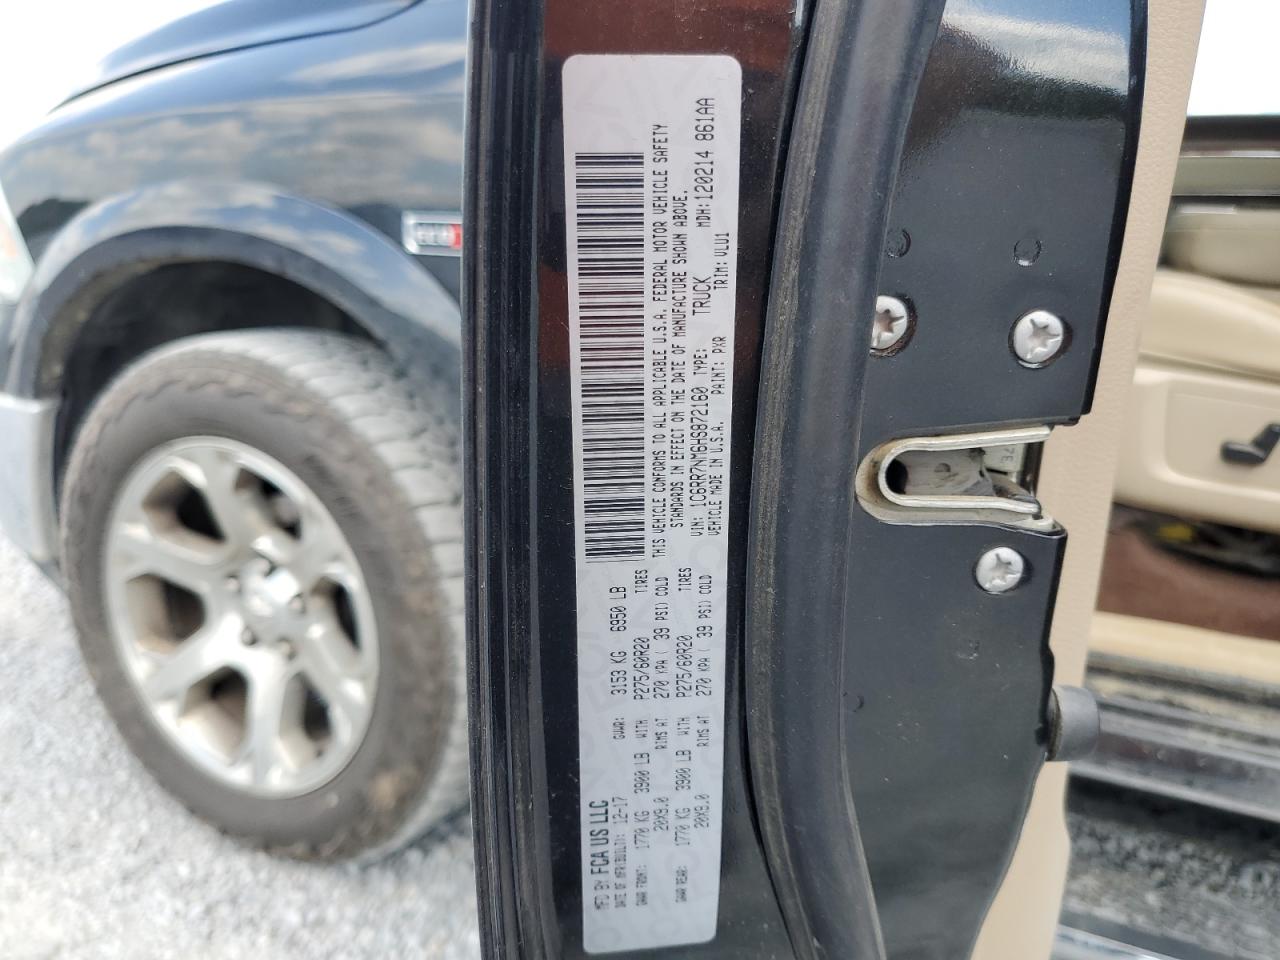 MFD BY FCA US LLC
DATE OF MFR(BUILT): 12-17 GVWR: 3153 KG 6950 LB
GAWR FRONT: 1770 KG 3900 LB WITH P275/60R20 TIRES
20X9.0 RIMS AT 270 KPA ( 39 PSI) COLD
GAWR REAR: 1770 KG 3900 LB WITH P275/60R20 TIRES
20X9.0 RIMS AT 270 KPA ( 39 PSI) COLD
THIS VEHICLE CONFORMS TO ALL APPLICABLE U.S.A. FEDERAL MOTOR VEHICLE SAFETY
STANDARDS IN EFFECT ON THE DATE OF MANUFACTURE SHOWN ABOVE.
VIN: 1C6RR7NM6HS872160 TYPE: TRUCK MDH: 120214 861AA
VEHICLE MADE IN U.S.A. PAINT: PXR TRIM: VLU1